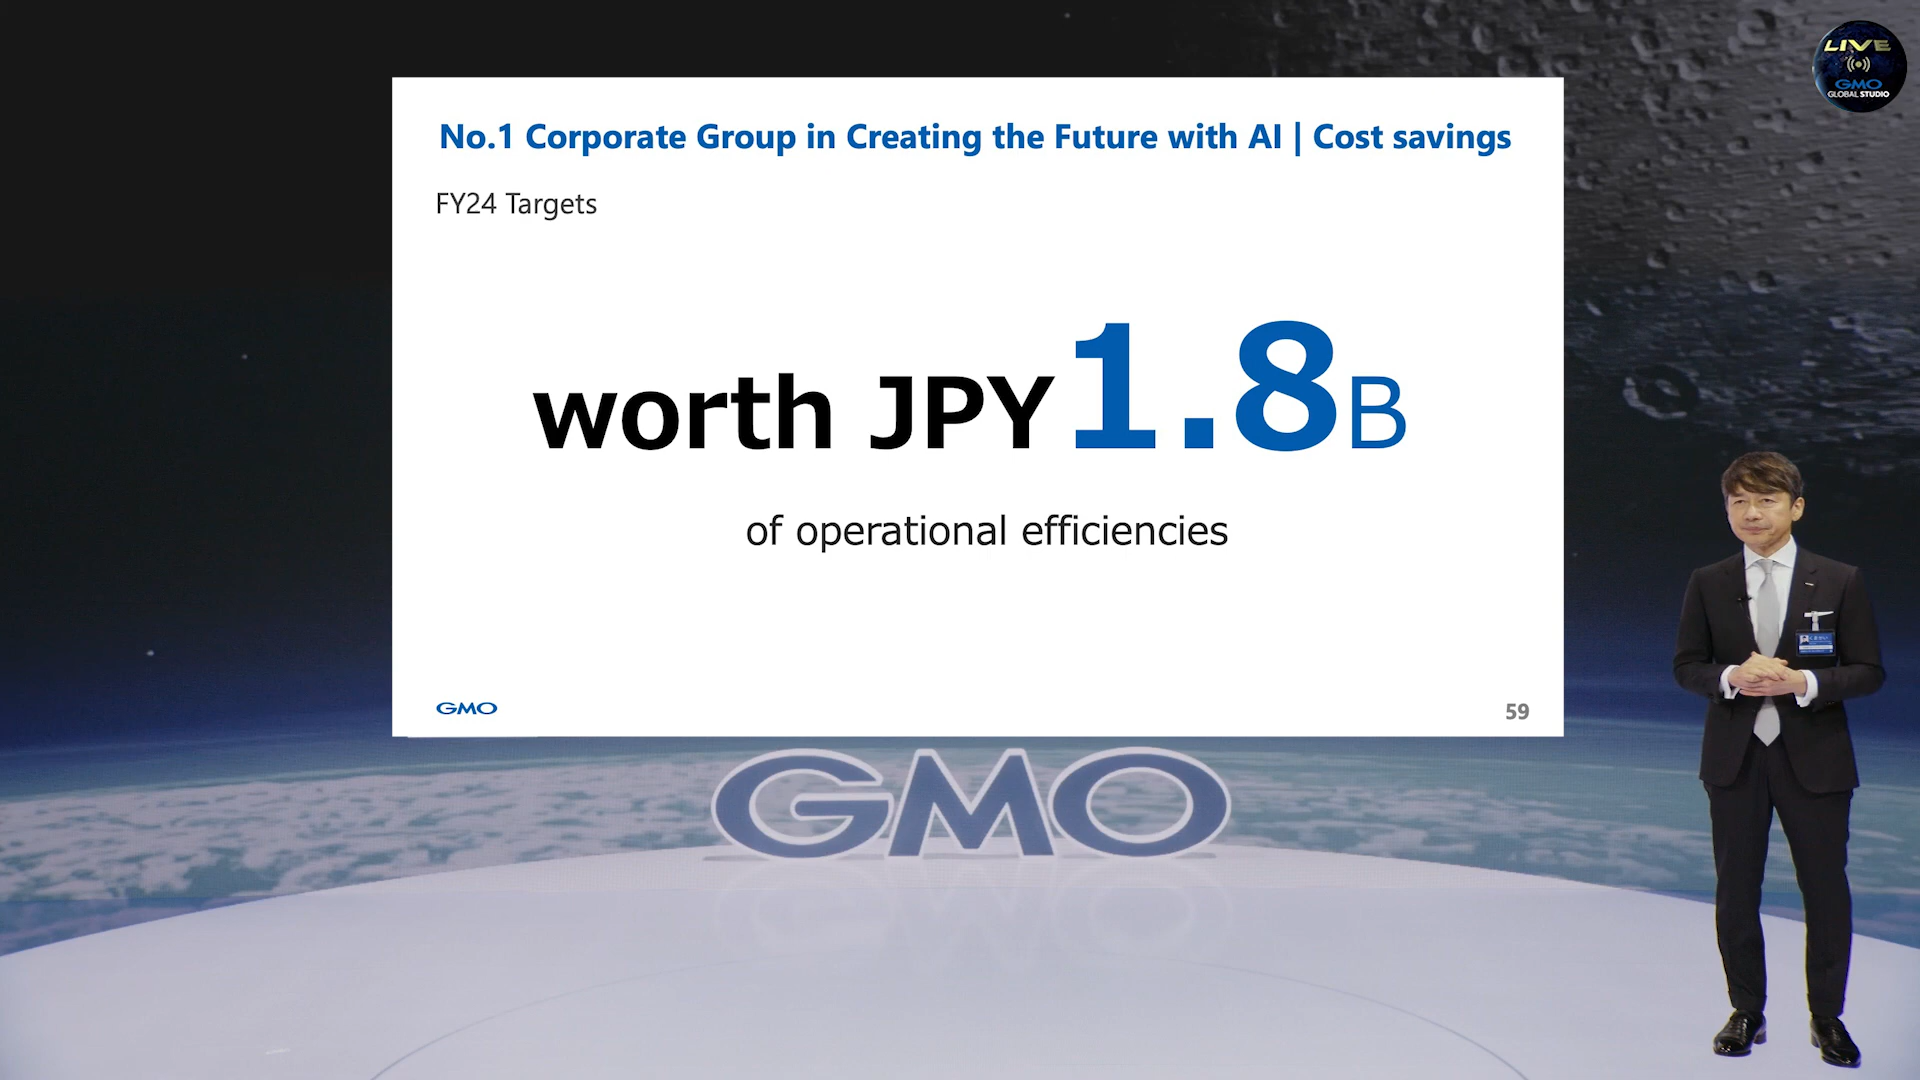 LIVE
GMO
GLOBAL STUDIO
No.1 Corporate Group in Creating the Future with AI | Cost savings
FY24 Targets
worth JPY 1.8B
of operational efficiencies
GMO
59
GMO